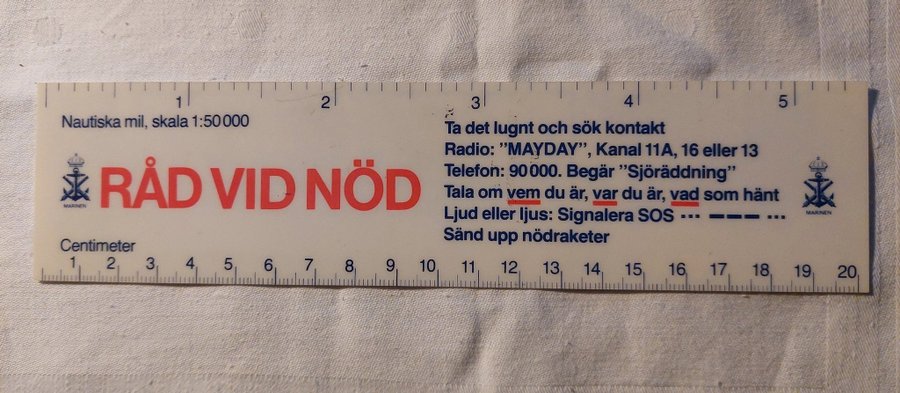 1 2 3 4 5
Nautiska mil, skala 1:50 000
RÅD VID NÖD
MARINEN
Ta det lugnt och sök kontakt
Radio: "MAYDAY", Kanal 11A, 16 eller 13
Telefon: 90 000. Begär "Sjöräddning"
Tala om vem du är, var du är, vad som hänt
Ljud eller ljus: Signalera SOS ··· — — — ···
Sänd upp nödraketer
MARINEN
Centimeter
1 2 3 4 5 6 7 8 9 10 11 12 13 14 15 16 17 18 19 20